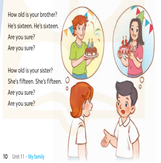 How old is your brother?
He's sixteen. He's sixteen.
Are you sure?
Are you sure?
How old is your sister?
She's fifteen. She's fifteen.
Are you sure?
Are you sure?
10 Unit 11 - My family